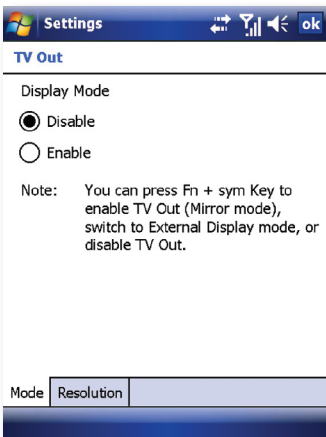 Settings
ok
TV Out
Display Mode
Disable
Enable
Note: You can press Fn + sym Key to
enable TV Out (Mirror mode),
switch to External Display mode, or
disable TV Out.
Mode Resolution